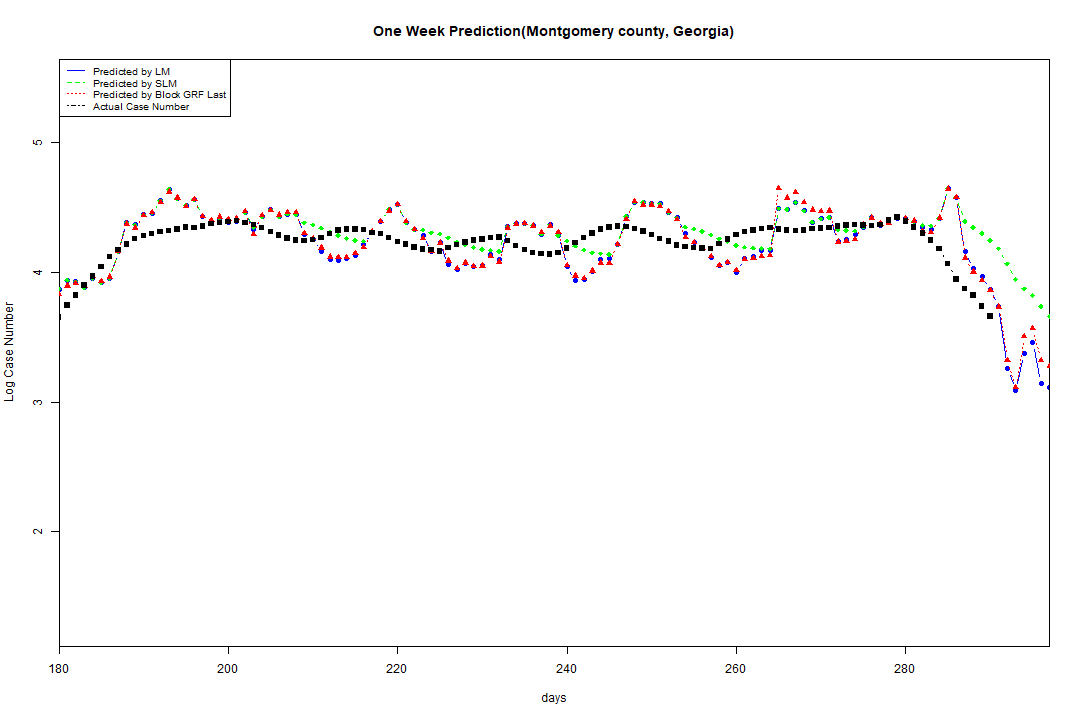 One Week Prediction(Montgomery county, Georgia)
Predicted by LM
Predicted by SLM
Predicted by Block GRF Last
Actual Case Number
5
4
3
2
Log Case Number
180 200 220 240 260 280
days